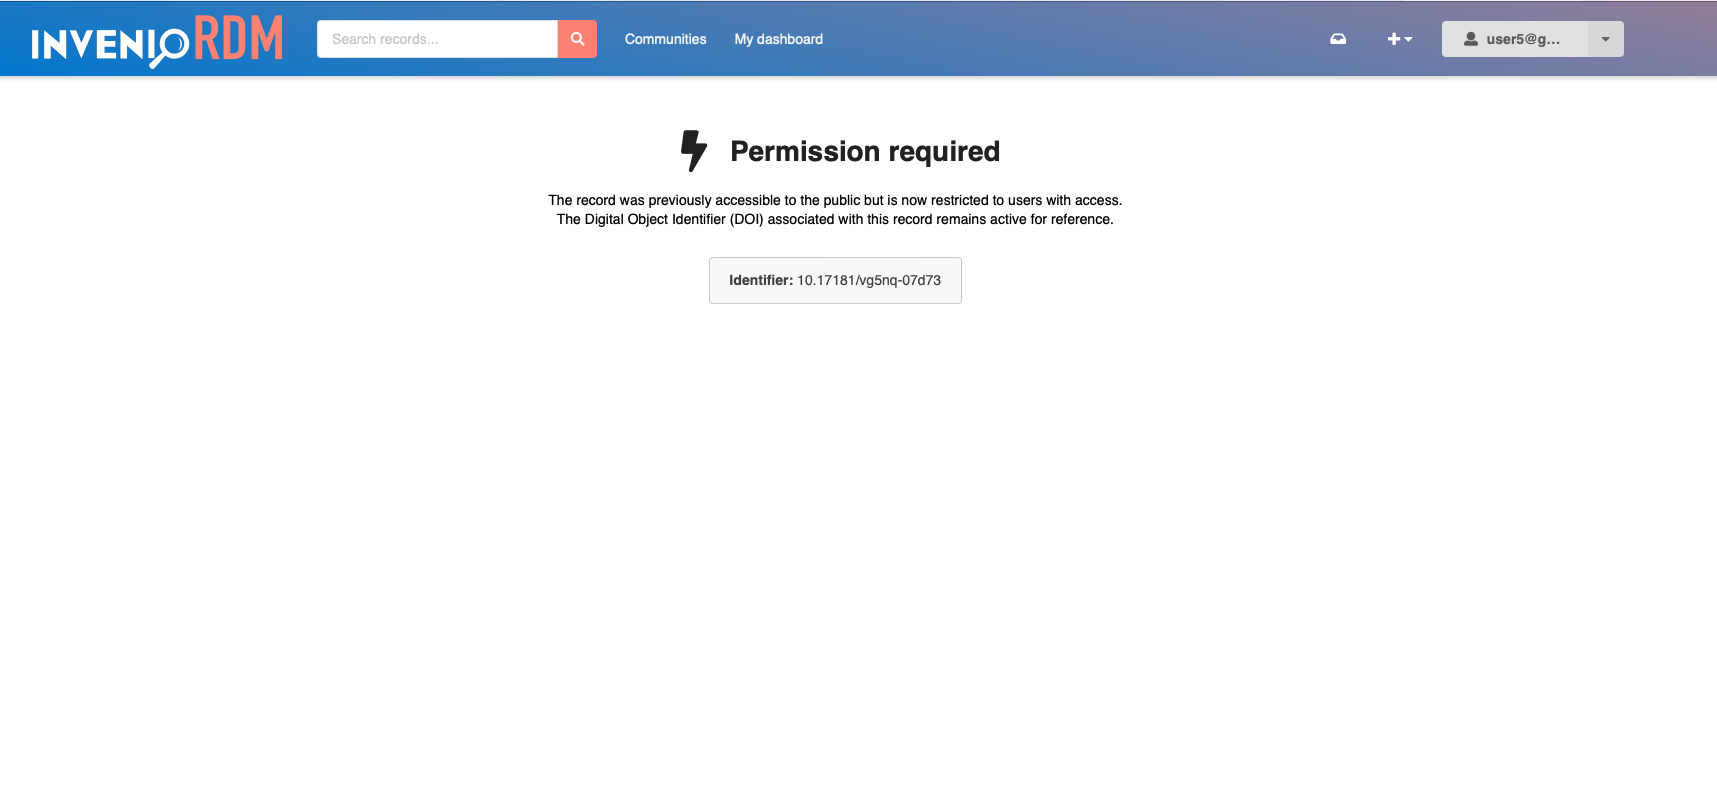 INVENIO RDM
Search records...
Communities
My dashboard
user5@g...
Permission required
The record was previously accessible to the public but is now restricted to users with access.
The Digital Object Identifier (DOI) associated with this record remains active for reference.
Identifier: 10.17181/vg5nq-07d73